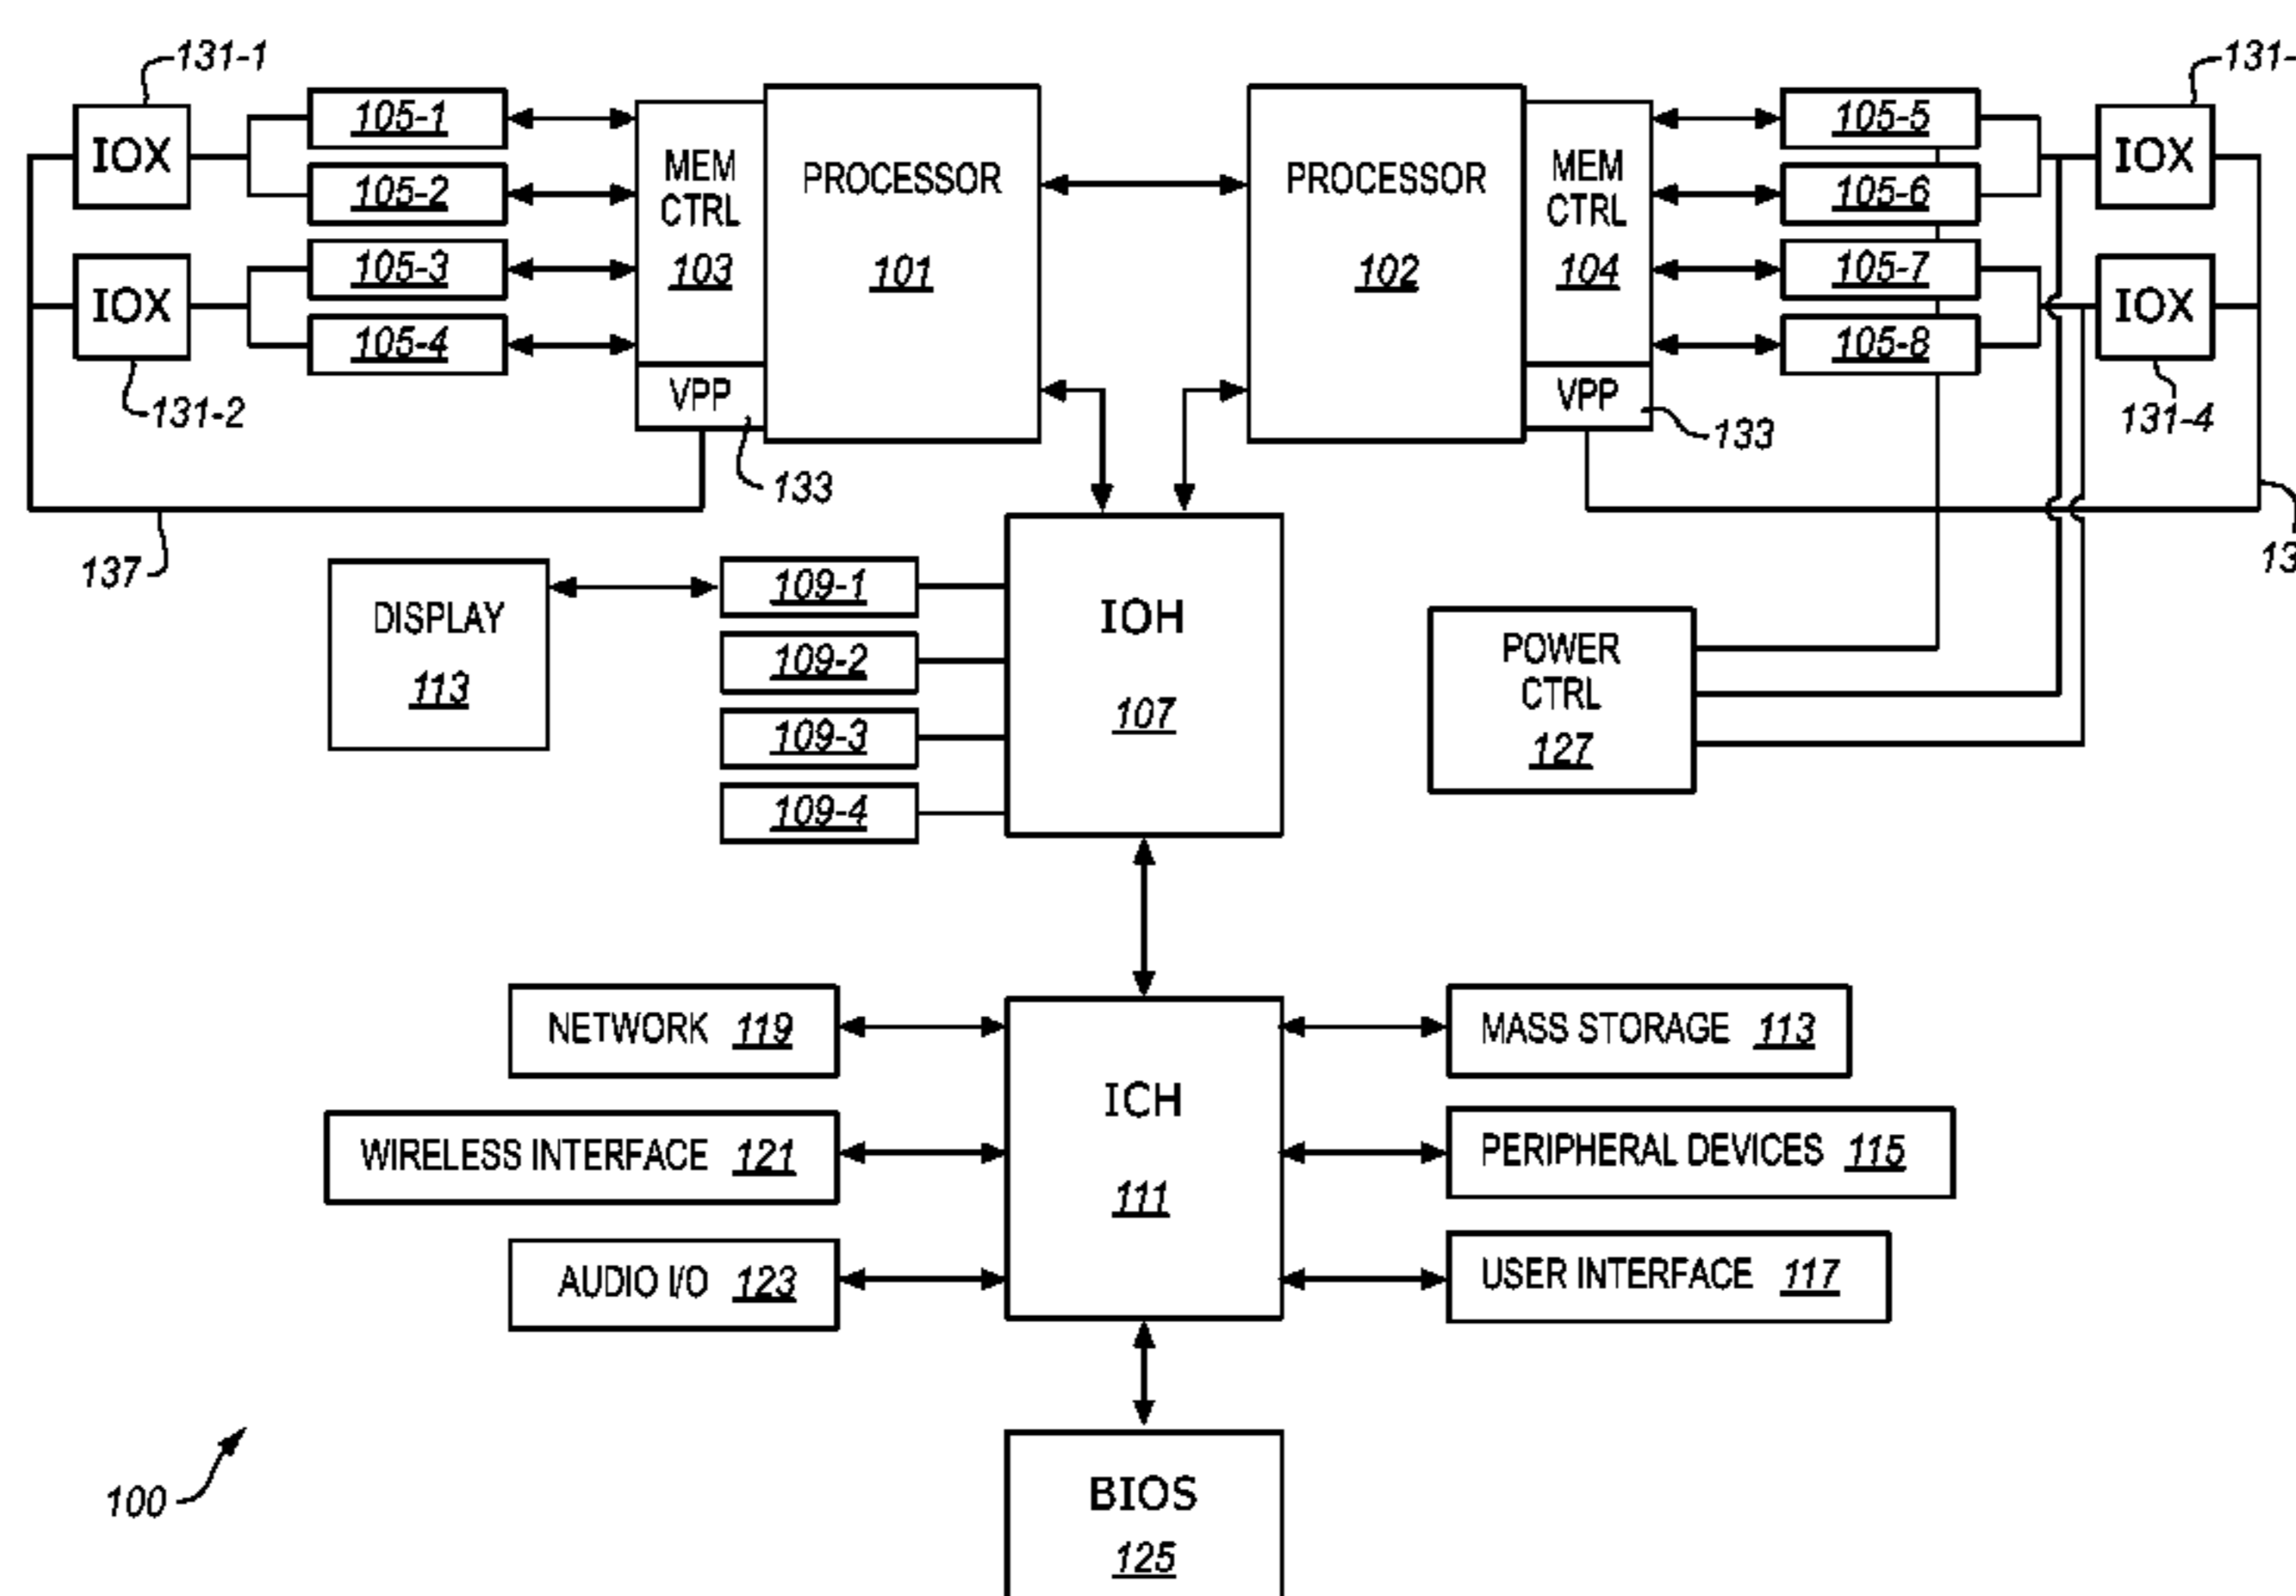 131-1
131-
IOX
105-1
MEM
CTRL
103
PROCESSOR
101
PROCESSOR
102
MEM
CTRL
104
105-5
IOX
105-2
105-6
IOX
105-3
105-7
IOX
105-4
105-8
131-2
VPP
133
VPP
133
131-4
137
13
DISPLAY
113
109-1
109-2
109-3
109-4
IOH
107
POWER
CTRL
127
NETWORK 119
WIRELESS INTERFACE 121
AUDIO I/O 123
ICH
111
MASS STORAGE 113
PERIPHERAL DEVICES 115
USER INTERFACE 117
100
BIOS
125